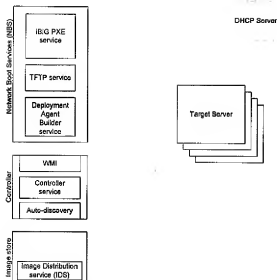 DHCP Server
Network Boot Services (NBS)
PXE
service
TFTP service
Deployment
Agent
Builder
service
Target Server
Controller
WMI
Controller
service
Auto-discovery
Image store
Image Distribution
service (IDS)